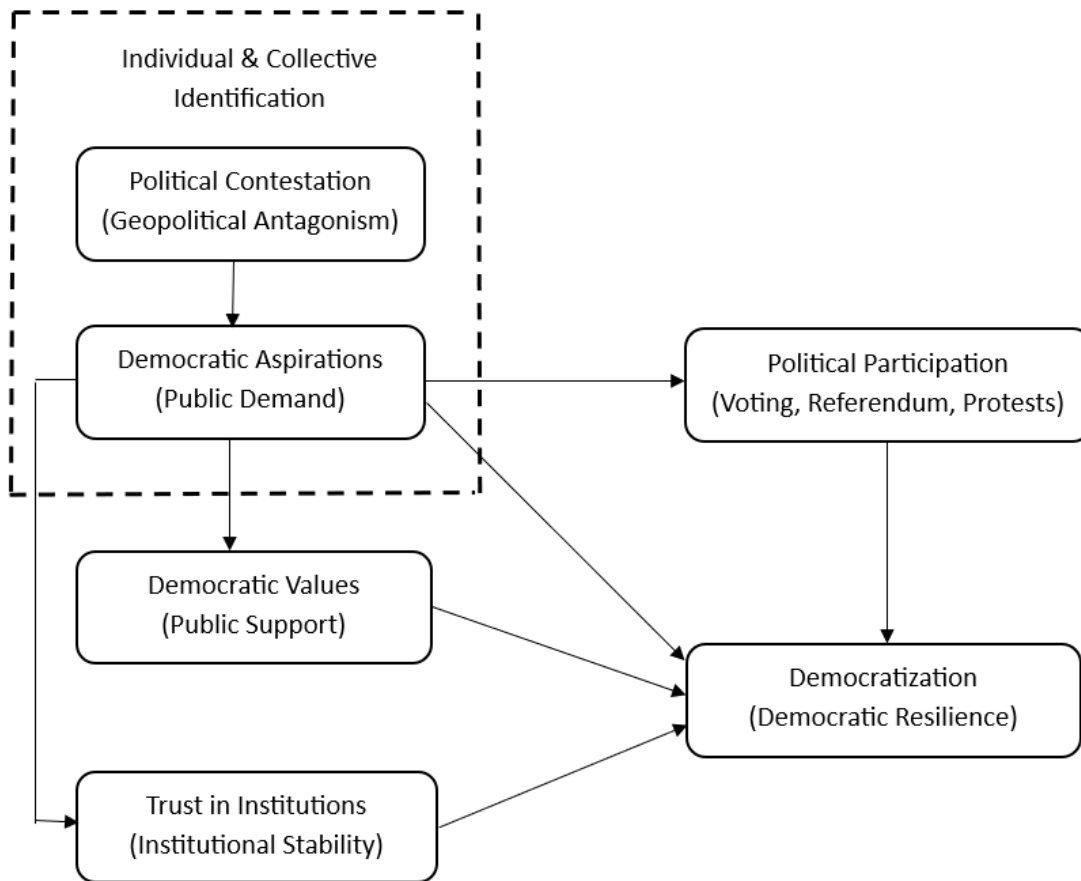 Individual & Collective
Identification
Political Contestation
(Geopolitical Antagonism)
Democratic Aspirations
(Public Demand)
Political Participation
(Voting, Referendum, Protests)
Democratic Values
(Public Support)
Democratization
(Democratic Resilience)
Trust in Institutions
(Institutional Stability)